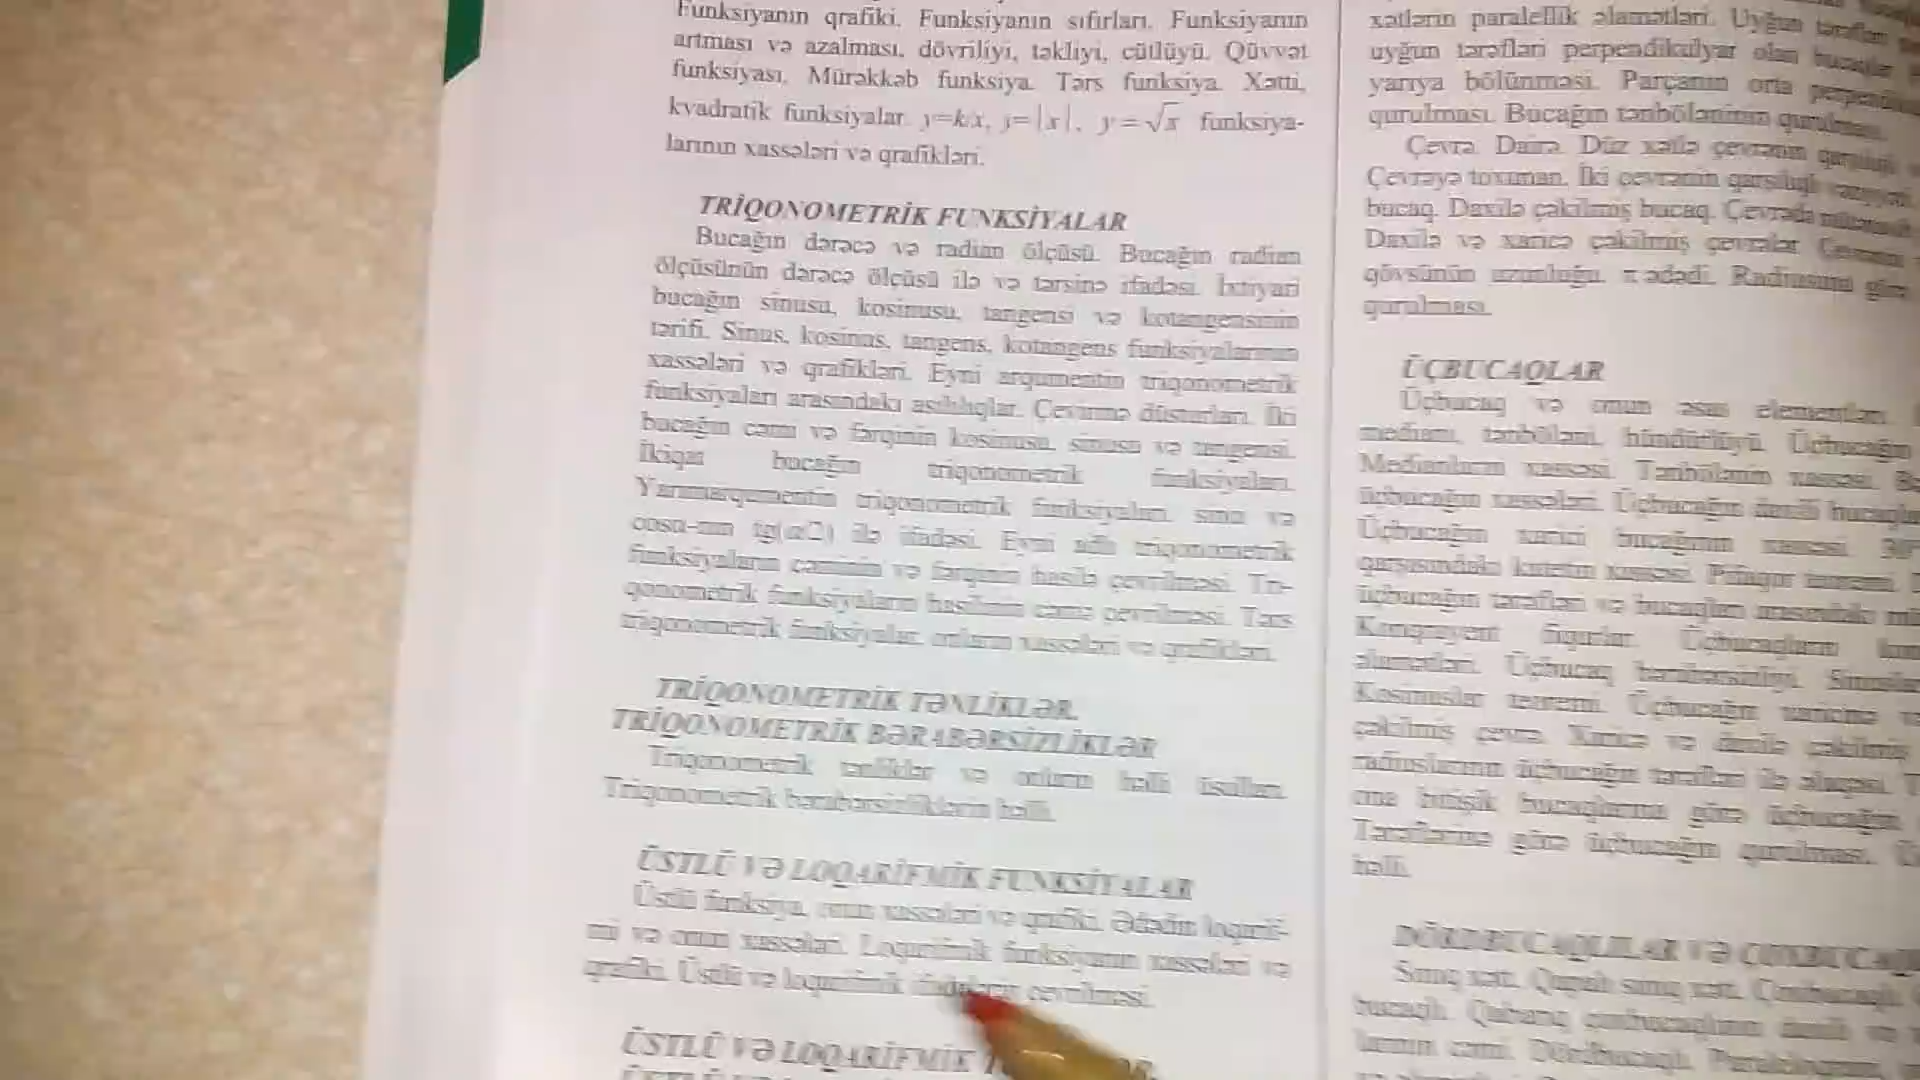 Funksiyanın qrafiki. Funksiyanın sıfırları. Funksiyanın
artması və azalması, dövriliyi, təkliyi, cütlüyü. Qüvvət
funksiyası. Mürəkkəb funksiya. Tərs funksiya. Xətti,
kvadratik funksiyalar. y=k/x, y=|x|, y=√x funksiya-
larının xassələri və qrafikləri.
TRİQONOMETRİK FUNKSİYALAR
Bucağın dərəcə və radian ölçüsü. Bucağın radian
ölçüsünün dərəcə ölçüsü ilə və tərsinə ifadəsi. İxtiyari
bucağın sinusu, kosinusu, tangensi və kotangensinin
tərifi. Sinus, kosinus, tangens, kotangens funksiyalarının
xassələri və qrafikləri. Eyni arqumentin triqonometrik
funksiyaları arasındakı asılılıqlar. Çevirmə düsturları. İki
bucağın cəmi və fərqinin kosinusu, sinusu və tangensi.
İkiqat bucağın triqonometrik funksiyaları.
Yarımarqumentin triqonometrik funksiyaları. sinα və
cosα-nın tg(α/2) ilə ifadəsi. Eyni adlı triqonometrik
funksiyaların cəminin və fərqinin hasilə çevrilməsi. Tri-
qonometrik funksiyaların hasilinin cəmə çevrilməsi. Tərs
triqonometrik funksiyalar, onların xassələri və qrafikləri.
TRİQONOMETRİK TƏNLİKLƏR.
TRİQONOMETRİK BƏRABƏRSİZLİKLƏR
Triqonometrik tənliklər və onların həlli üsulları.
Triqonometrik bərabərsizliklərin həlli.
ÜSTLÜ VƏ LOQARİFMİK FUNKSİYALAR
Üstlü funksiya, onun xassələri və qrafiki. Ədədin loqarif-
mi və onun xassələri. Loqarifmik funksiyanın xassələri və
qrafiki. Üstlü və loqarifmik ifadələrin çevrilməsi.
ÜSTLÜ VƏ LOQARİFMİK
xətlərin paralellik əlamətləri. Uyğun tərəfləri
uyğun tərəfləri perpendikulyar olan bucaqlar
yarıya bölünməsi. Parçanın orta
qurulması. Bucağın tənböləninin qurulması.
Çevrə. Dairə. Düz xətlə çevrənin qarşılıqlı
Çevrəyə toxunan. İki çevrənin qarşılıqlı vəziyyəti.
bucaq. Daxilə çəkilmiş bucaq. Çevrədə
Daxilə və xaricə çəkilmiş çevrələr. Çevrənin
qövsünün uzunluğu. π ədədi. Radiusuna görə
qurulması.
ÜÇBUCAQLAR
Üçbucaq və onun əsas elementləri.
medianı, tənböləni, hündürlüyü. Üçbucağın
Medianların xassəsi. Tənbölənin xassəsi.
üçbucağın xassələri. Üçbucağın daxili bucaqları
Üçbucağın xarici bucağının xassəsi. 30°
qarşısındakı katetin xassəsi. Pifaqor teoremi.
üçbucağın tərəfləri və bucaqları arasındakı
Konqruyent fiqurlar. Üçbucaqların
əlamətləri. Üçbucaq bərabərsizliyi.
Kosinuslar teoremi. Üçbucağın xaricinə
çəkilmiş çevrə. Xaricə və daxilə çəkilmiş
radiuslarının üçbucağın tərəfləri ilə əlaqəsi.
ona bitişik bucaqlarına görə üçbucağın
Tərəflərinə görə üçbucağın qurulması.
həlli.
DÖRDBUCAQLILAR VƏ
Sınıq xətt. Qapalı sınıq xətt. Çoxbucaqlı.
bucaqlı. Qabarıq çoxbucaqlının daxili
larının cəmi. Dördbucaqlı.